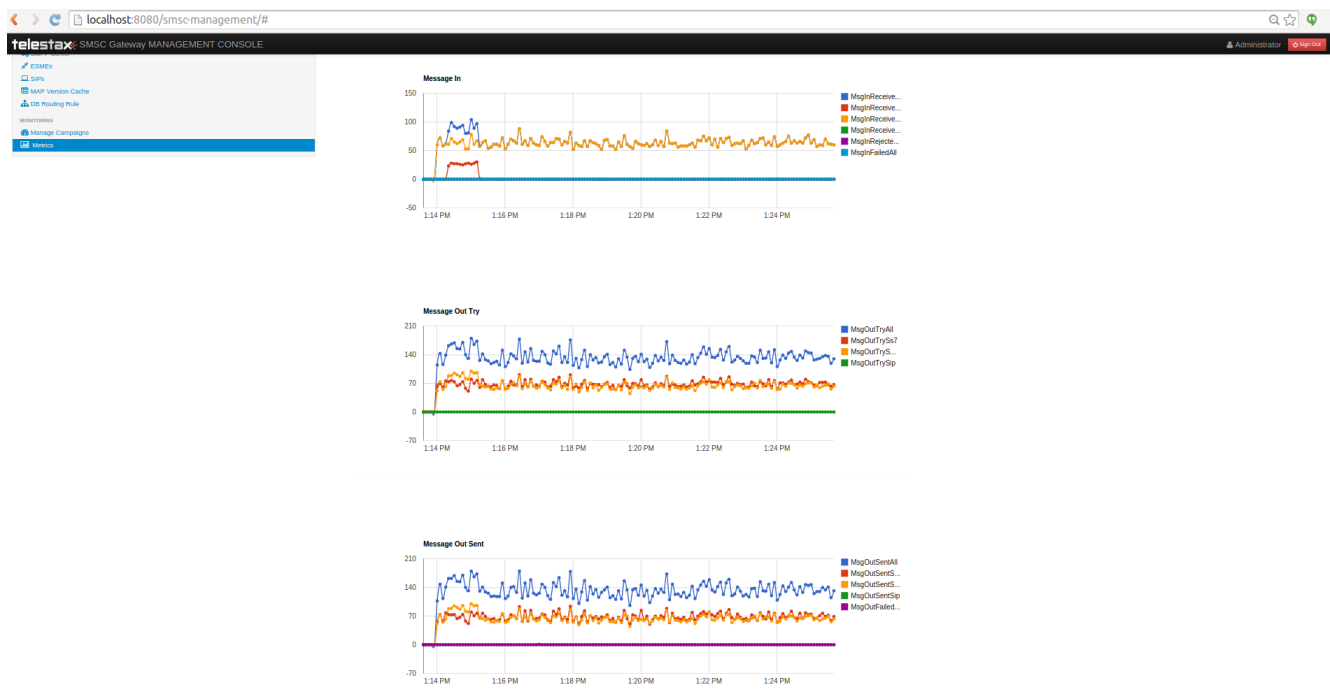 localhost:8080/smsc-management/#
telestax SMSC Gateway MANAGEMENT CONSOLE
Administrator
Sign Out
ESMEs
SIPs
MAP Version Cache
DB Routing Rule
MONITORING
Manage Campaigns
Metrics
Message In
150
100
50
0
-50
1:14 PM 1:16 PM 1:18 PM 1:20 PM 1:22 PM 1:24 PM
MsgInReceive...
MsgInReceive...
MsgInReceive...
MsgInReceive...
MsgInRejecte...
MsgInFailedAll
Message Out Try
210
140
70
0
-70
1:14 PM 1:16 PM 1:18 PM 1:20 PM 1:22 PM 1:24 PM
MsgOutTryAll
MsgOutTrySs7
MsgOutTryS...
MsgOutTrySip
Message Out Sent
210
140
70
0
-70
1:14 PM 1:16 PM 1:18 PM 1:20 PM 1:22 PM 1:24 PM
MsgOutSentAll
MsgOutSentS...
MsgOutSentS...
MsgOutSentSip
MsgOutFailed...